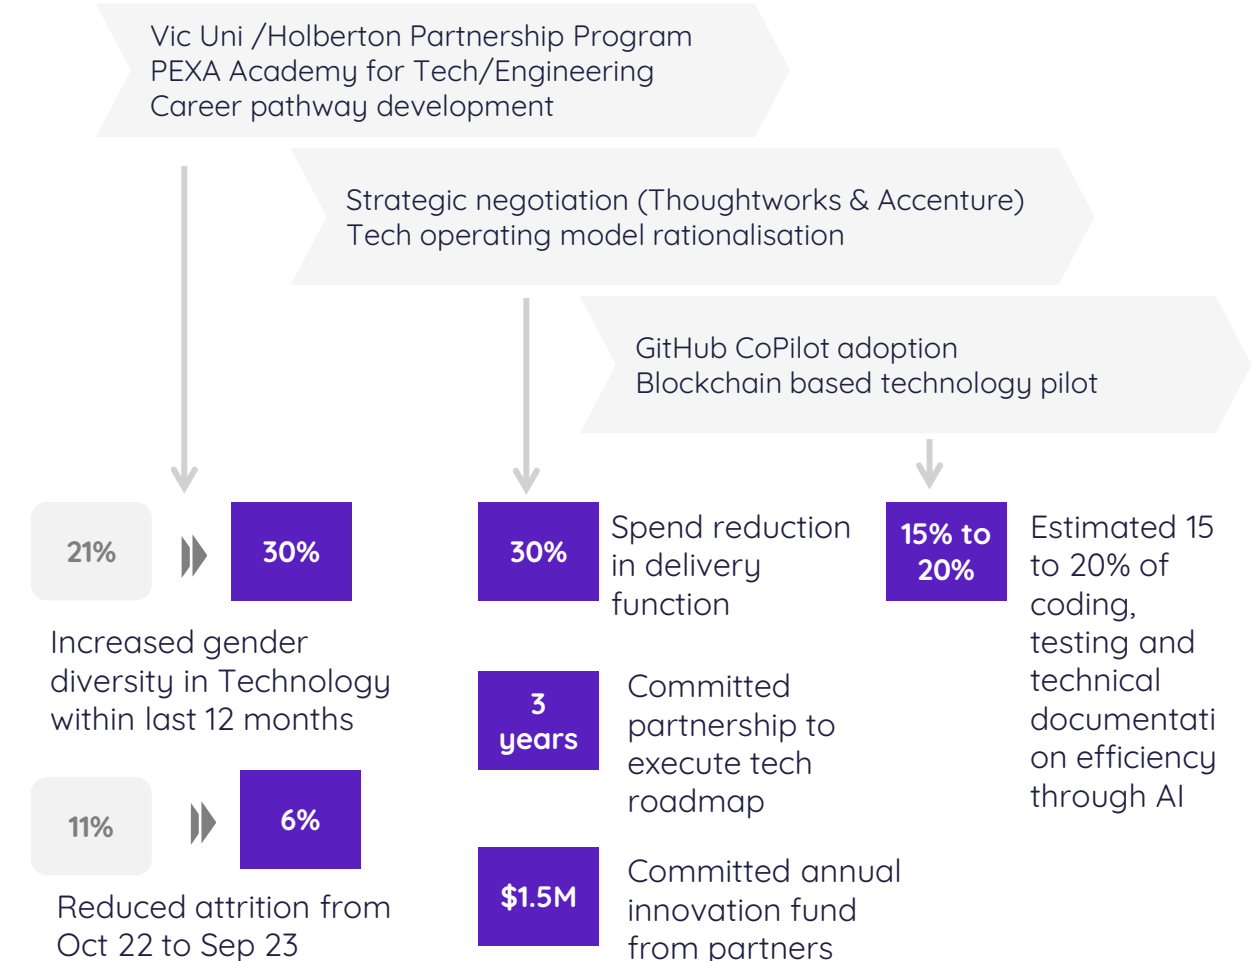 Vic Uni /Holberton Partnership Program
PEXA Academy for Tech/Engineering
Career pathway development
Strategic negotiation (Thoughtworks & Accenture)
Tech operating model rationalisation
GitHub CoPilot adoption
Blockchain based technology pilot
21%
30%
Increased gender
diversity in Technology
within last 12 months
11%
6%
Reduced attrition from
Oct 22 to Sep 23
30%
Spend reduction
in delivery
function
3
years
Committed
partnership to
execute tech
roadmap
$1.5M
Committed annual
innovation fund
from partners
15% to
20%
Estimated 15
to 20% of
coding,
testing and
technical
documentati
on efficiency
through AI